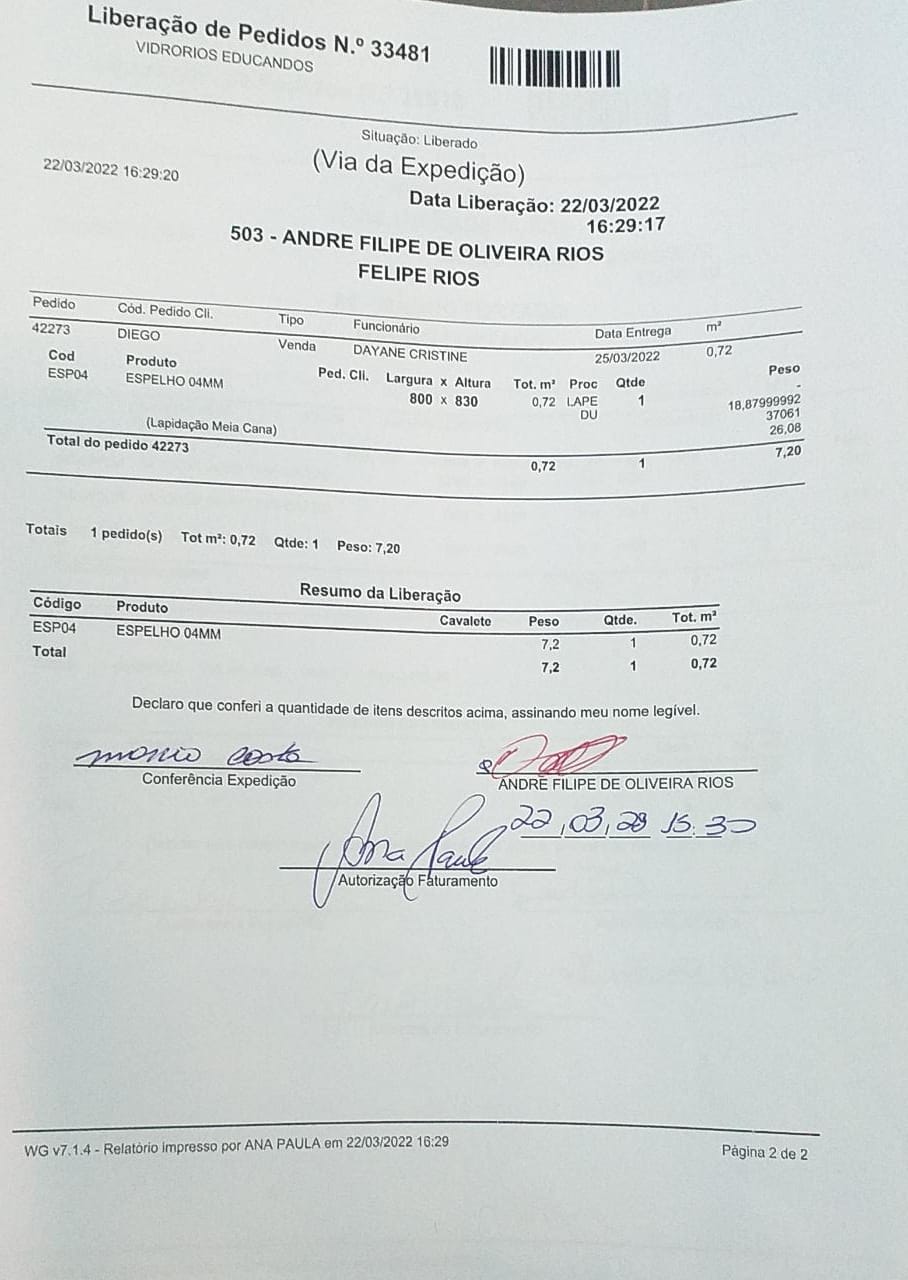 Liberação de Pedidos N.º 33481
VIDRORIOS EDUCANDOS
Situação: Liberado
22/03/2022 16:29:20
(Via da Expedição)
Data Liberação: 22/03/2022
16:29:17
503 - ANDRE FILIPE DE OLIVEIRA RIOS
FELIPE RIOS
Pedido Cód. Pedido Cli. Tipo Funcionário Data Entrega m²
42273 DIEGO Venda DAYANE CRISTINE 25/03/2022 0,72
Cod Produto Ped. Cli. Largura x Altura Tot. m² Proc Qtde Peso
ESP04 ESPELHO 04MM 800 x 830 0,72 LAPE 1 -
DU 18,87999992
37061
(Lapidação Meia Cana) 26,08
Total do pedido 42273 0,72 1 7,20
Totais 1 pedido(s) Tot m²: 0,72 Qtde: 1 Peso: 7,20
Resumo da Liberação
Código Produto Cavalete Peso Qtde. Tot. m²
ESP04 ESPELHO 04MM 7,2 1 0,72
Total 7,2 1 0,72
Declaro que conferi a quantidade de itens descritos acima, assinando meu nome legível.
costa
Conferência Expedição
ANDRE FILIPE DE OLIVEIRA RIOS
22,03, 15:30
Ana Paula
Autorização Faturamento
WG v7.1.4 - Relatório impresso por ANA PAULA em 22/03/2022 16:29
Página 2 de 2